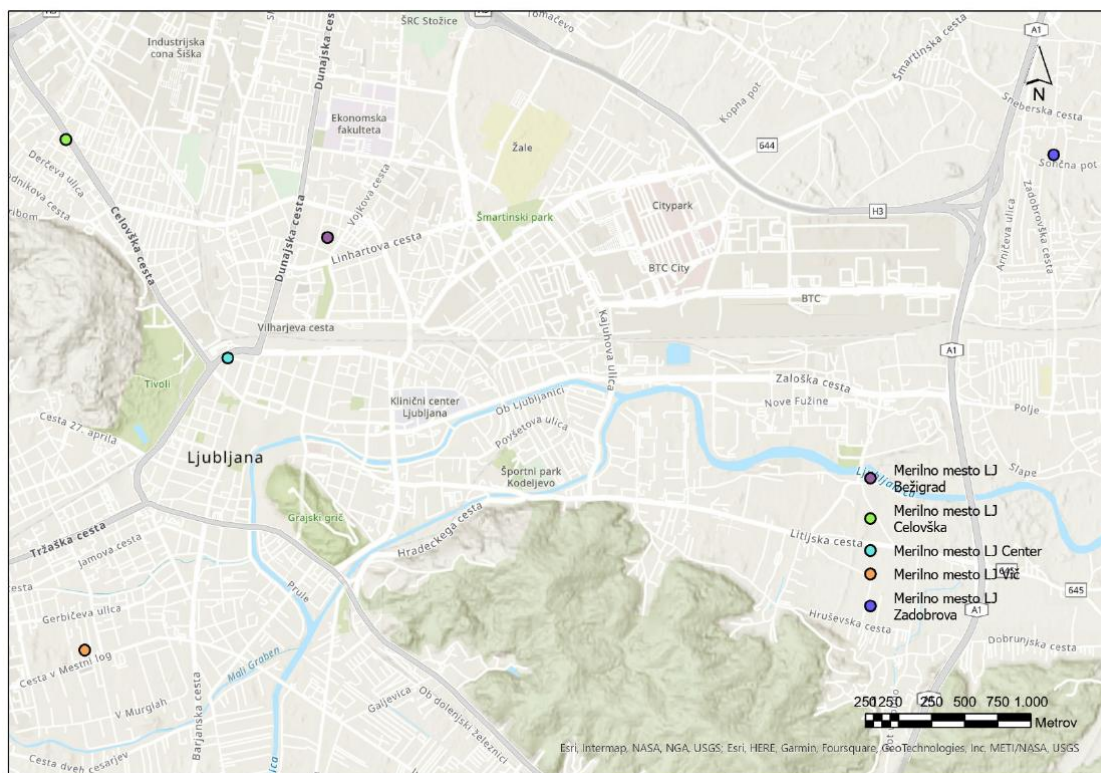 ŠRC Stožice
H3
Tomačevo
A1
Industrijska
cona Šiška
Dunajska cesta
Šmartinska cesta
N
Ekonomska
fakulteta
Kopna pot
Sneberska cesta
Žale
644
Derčeva ulica
Sončna pot
Vojkova cesta
Celovška cesta
Citypark
Zadobrovška cesta
Šmartinski park
H3
Arničeva ulica
Dunajska cesta
Linhartova cesta
BTC City
BTC
Vilharjeva cesta
Kajuhova ulica
A1
Tivoli
Zaloška cesta
Klinični center
Ljubljana
Ob Ljubljanici
Nove Fužine
Polje
Cesta 27. aprila
Povšetova ulica
Ljubljana
Športni park
Kodeljevo
Slape
Ljubljanica
Merilno mesto LJ
Bežigrad
Grajski grič
Merilno mesto LJ
Celovška
Tržaška cesta
Hradeckega cesta
Litijska cesta
Jamova cesta
Merilno mesto LJ Center
cesta
Merilno mesto LJ Vič
645
Prule
Merilno mesto LJ
Zadobrova
Gerbičeva ulica
A1
Hruševska cesta
Dobrunjska cesta
Cesta v Mestni log
Mali Graben
Barjanska cesta
V Murglah
Galjevica
Ob dolenjski železnici
250 125 0 250 500 750 1.000
Metrov
Cesta dveh cesarjev
Esri, Intermap, NASA, NGA, USGS; Esri, HERE, Garmin, Foursquare, GeoTechnologies, Inc, METI/NASA, USGS